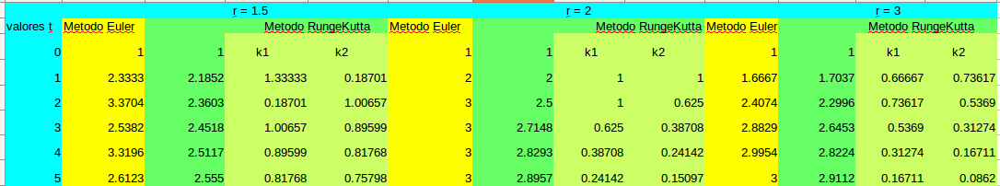 r = 1.5 r = 2 r = 3
valores t Metodo Euler Metodo RungeKutta Metodo Euler Metodo RungeKutta Metodo Euler Metodo RungeKutta
0 1 1 k1 k2 1 1 k1 k2 1 1 k1 k2
1 2.3333 2.1852 1.33333 0.18701 2 2 1 1 1.6667 1.7037 0.66667 0.73617
2 3.3704 2.3603 0.18701 1.00657 3 2.5 1 0.625 2.4074 2.2996 0.73617 0.5369
3 2.5382 2.4518 1.00657 0.89599 3 2.7148 0.625 0.38708 2.8829 2.6453 0.5369 0.31274
4 3.3196 2.5117 0.89599 0.81768 3 2.8293 0.38708 0.24142 2.9954 2.8224 0.31274 0.16711
5 2.6123 2.555 0.81768 0.75798 3 2.8957 0.24142 0.15097 3 2.9112 0.16711 0.0862